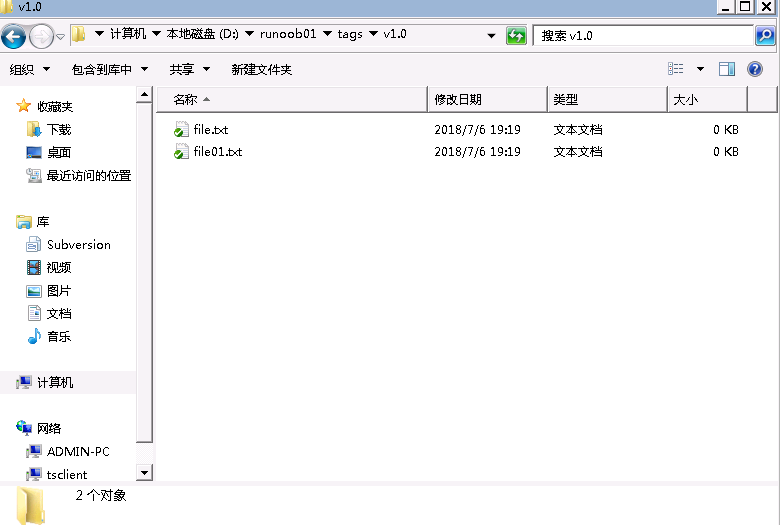 v1.0
计算机 本地磁盘 (D:) runoob01 tags v1.0 搜索 v1.0
组织 包含到库中 共享 新建文件夹
名称 修改日期 类型 大小
file.txt 2018/7/6 19:19 文本文档 0 KB
file01.txt 2018/7/6 19:19 文本文档 0 KB
收藏夹
下载
桌面
最近访问的位置
库
Subversion
视频
图片
文档
音乐
计算机
网络
ADMIN-PC
tsclient
2 个对象